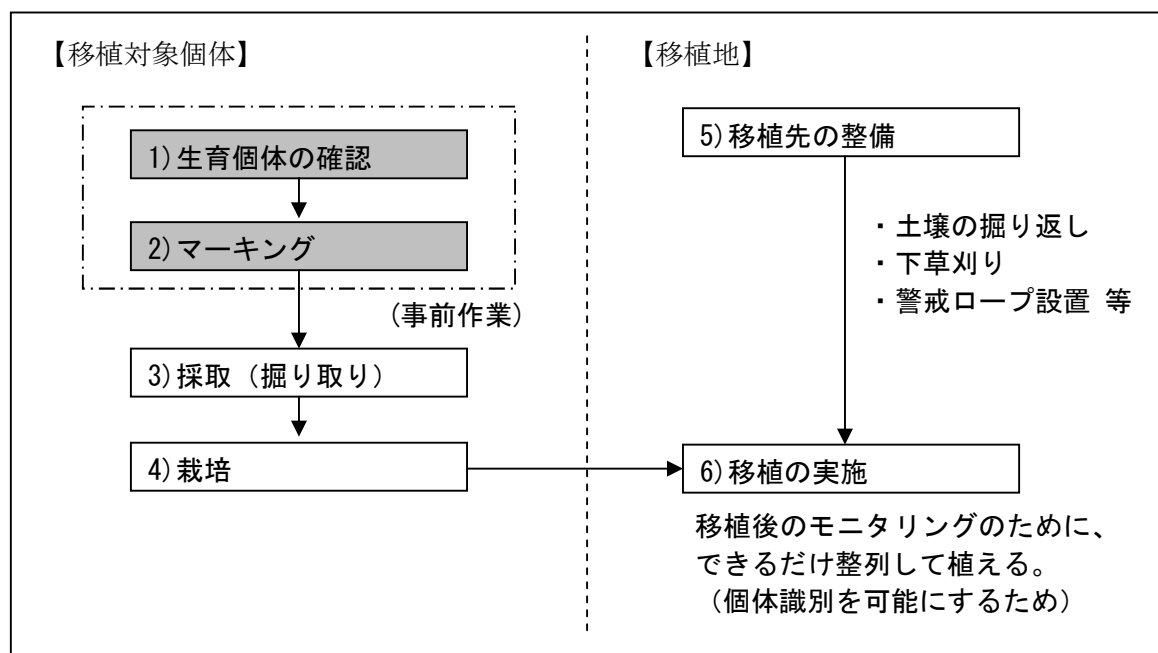 【移植対象個体】
1)生育個体の確認
2)マーキング
(事前作業)
3)採取（掘り取り）
4)栽培
【移植地】
5)移植先の整備
・土壌の掘り返し
・下草刈り
・警戒ロープ設置 等
6)移植の実施
移植後のモニタリングのために、
できるだけ整列して植える。
（個体識別を可能にするため）